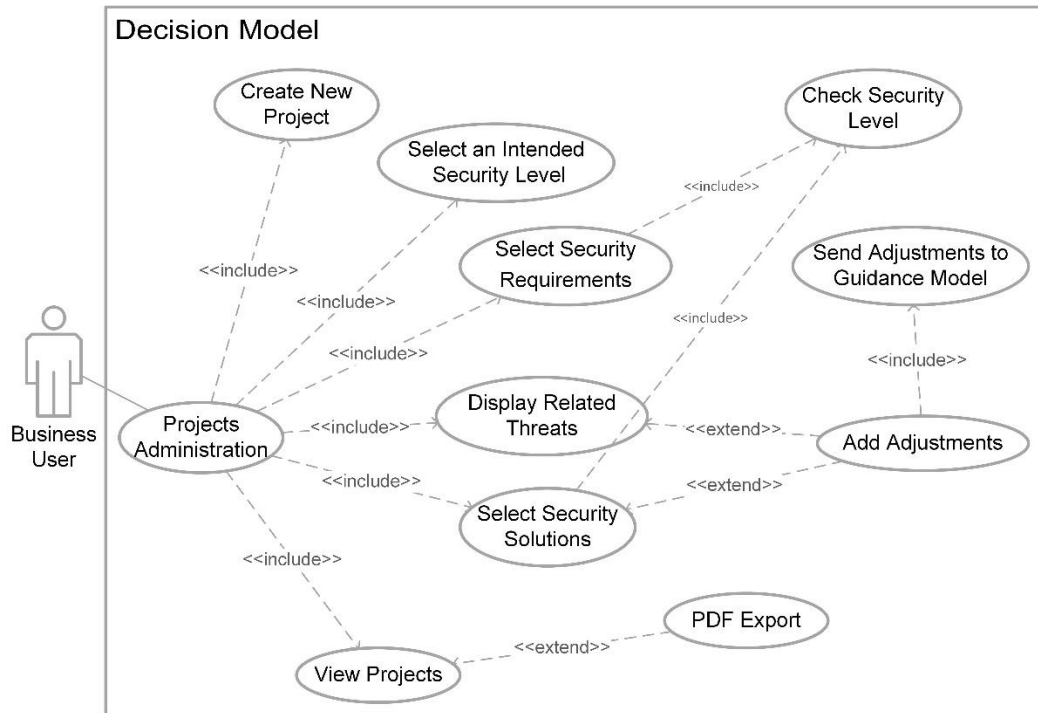 Decision Model
Create New
Project
Check Security
Level
Select an Intended
Security Level
<<include>>
Select Security
Requirements
Send Adjustments to
Guidance Model
<<include>>
<<include>>
<<include>>
<<include>>
<<include>>
Business
User
Projects
Administration
<<include>>
Display Related
Threats
<<extend>>
Add Adjustments
<<include>>
<<extend>>
Select Security
Solutions
<<include>>
PDF Export
<<extend>>
View Projects